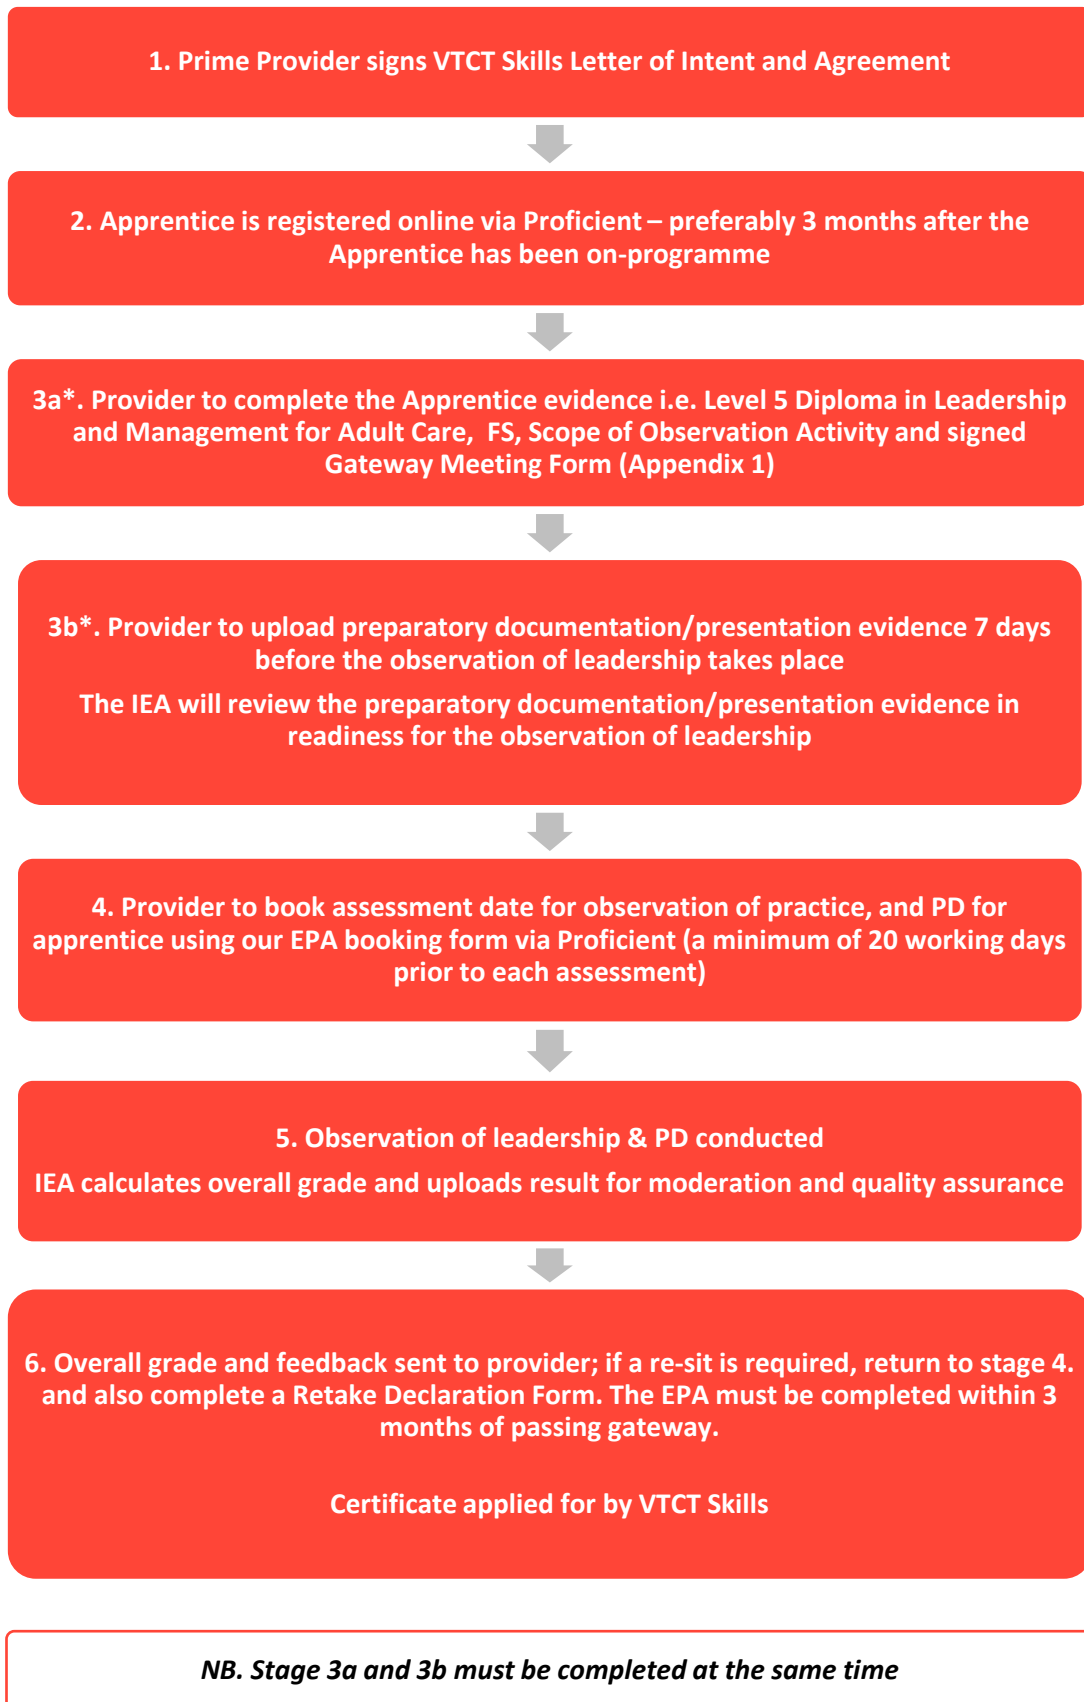 1. Prime Provider signs VTCT Skills Letter of Intent and Agreement
2. Apprentice is registered online via Proficient – preferably 3 months after the
Apprentice has been on-programme
3a*. Provider to complete the Apprentice evidence i.e. Level 5 Diploma in Leadership
and Management for Adult Care, FS, Scope of Observation Activity and signed
Gateway Meeting Form (Appendix 1)
3b*. Provider to upload preparatory documentation/presentation evidence 7 days
before the observation of leadership takes place
The IEA will review the preparatory documentation/presentation evidence in
readiness for the observation of leadership
4. Provider to book assessment date for observation of practice, and PD for
apprentice using our EPA booking form via Proficient (a minimum of 20 working days
prior to each assessment)
5. Observation of leadership & PD conducted
IEA calculates overall grade and uploads result for moderation and quality assurance
6. Overall grade and feedback sent to provider; if a re-sit is required, return to stage 4.
and also complete a Retake Declaration Form. The EPA must be completed within 3
months of passing gateway.
Certificate applied for by VTCT Skills
NB. Stage 3a and 3b must be completed at the same time